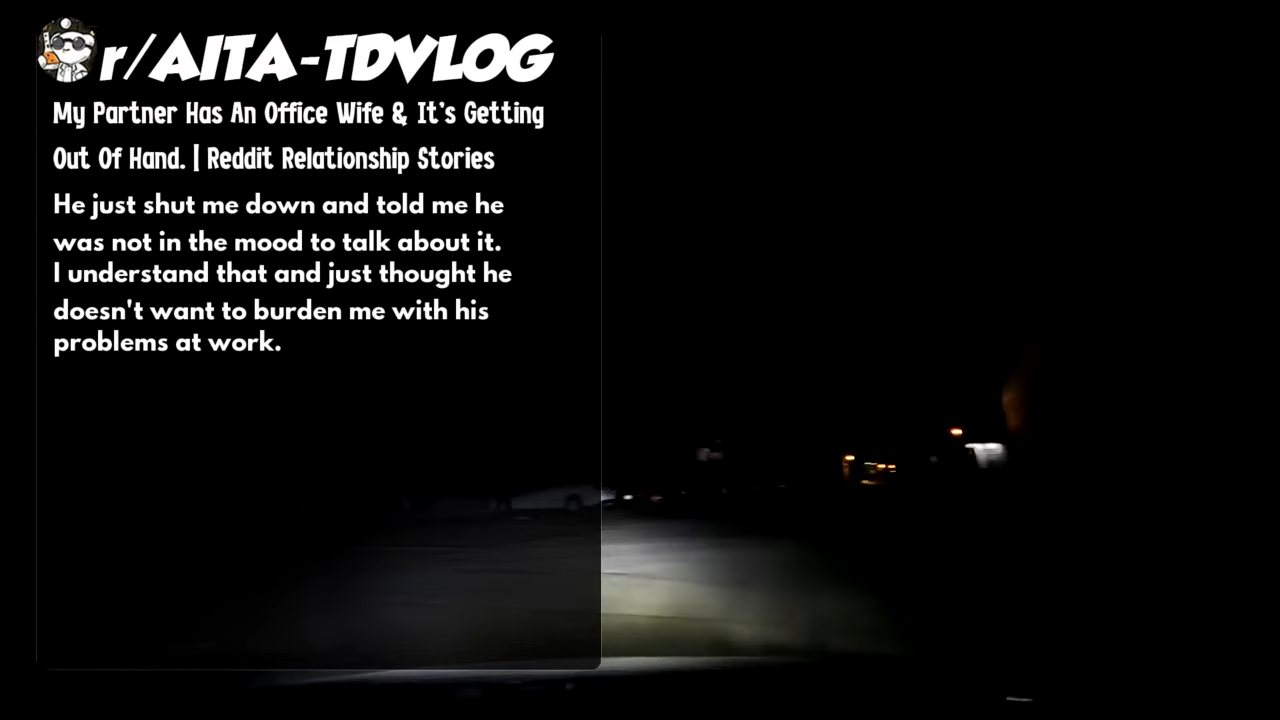 r/AITA-TDVLOG
My Partner Has An Office Wife & It's Getting
Out Of Hand. | Reddit Relationship Stories
He just shut me down and told me he
was not in the mood to talk about it.
I understand that and just thought he
doesn't want to burden me with his
problems at work.